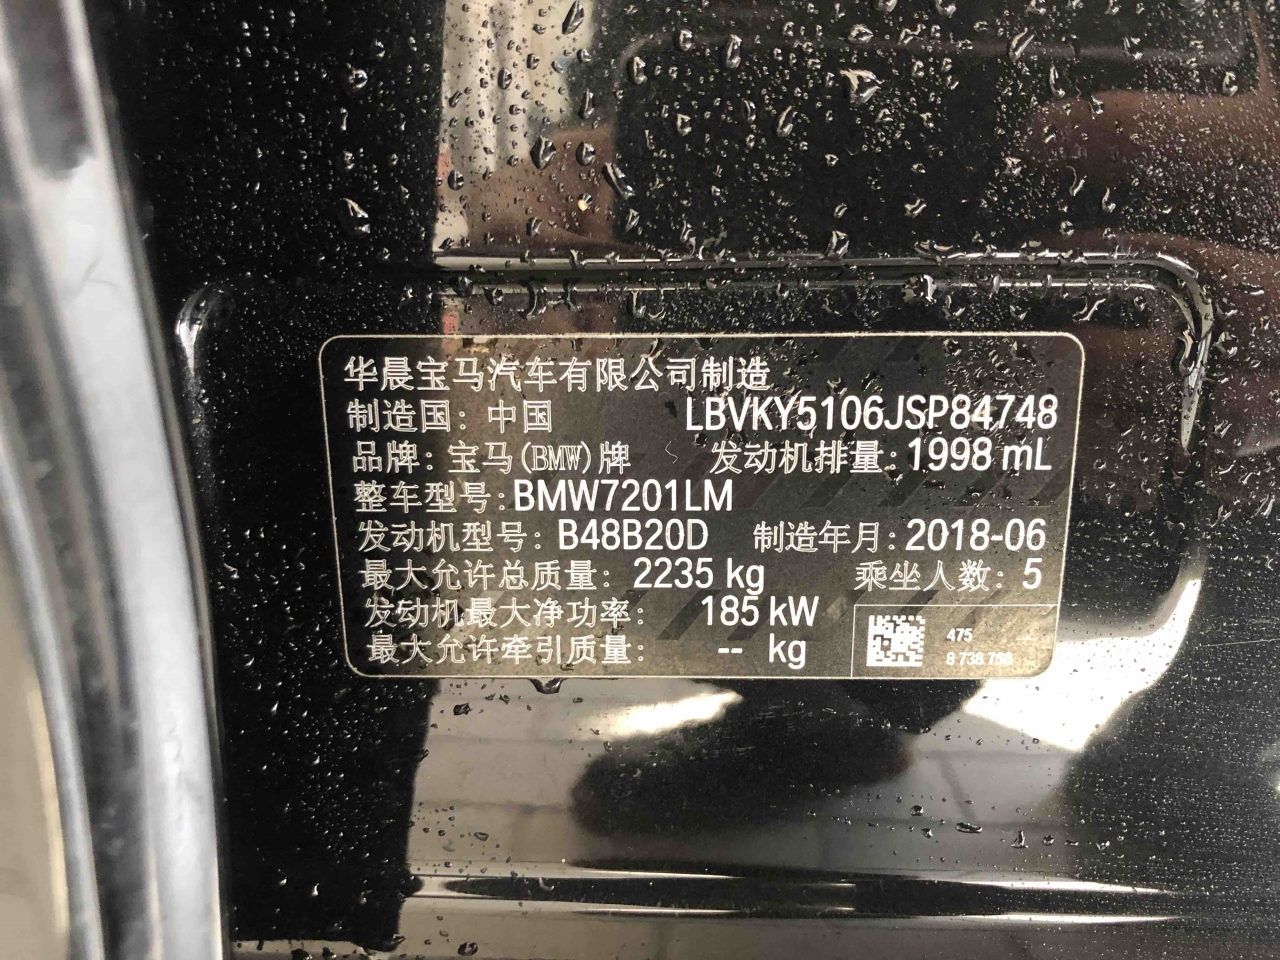 华晨宝马汽车有限公司制造
制造国: 中国 LBVKY5106JSP84748
品牌: 宝马(BMW)牌 发动机排量: 1998 mL
整车型号: BMW7201LM
发动机型号: B48B20D 制造年月: 2018-06
最大允许总质量: 2235 kg 乘坐人数: 5
发动机最大净功率: 185 kW
最大允许牵引质量: -- kg
475
8 738 756